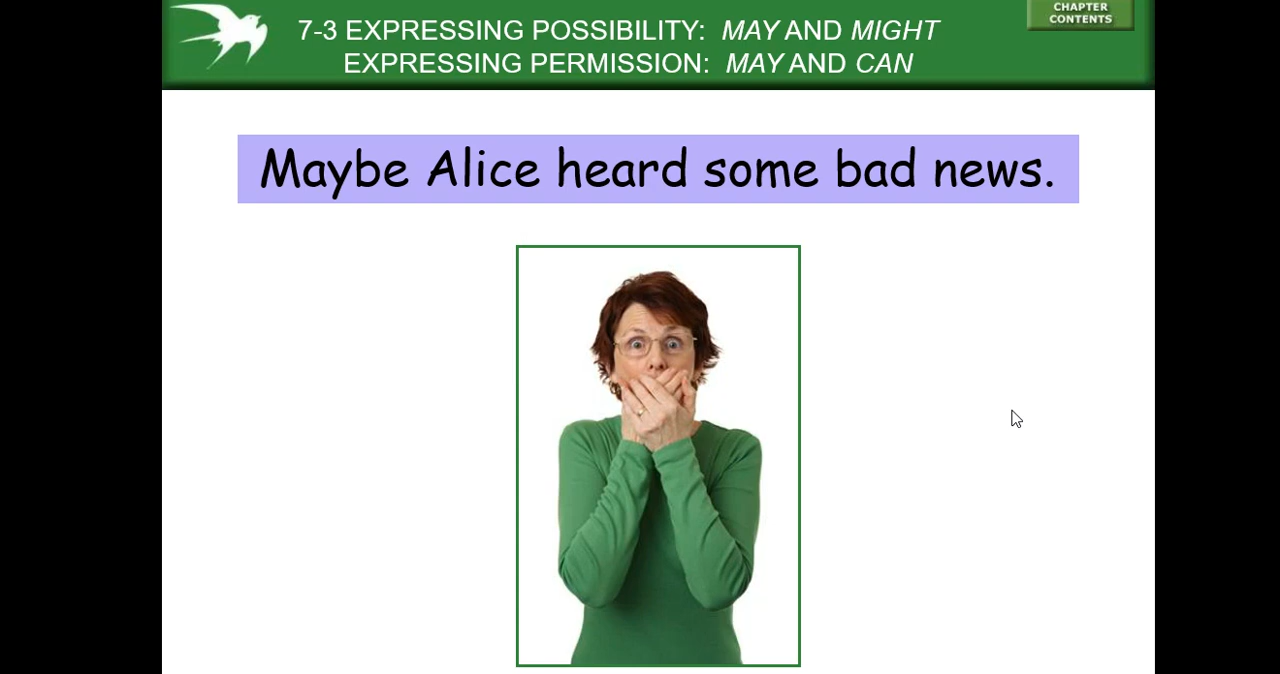 CHAPTER
CONTENTS
7-3 EXPRESSING POSSIBILITY: MAY AND MIGHT
EXPRESSING PERMISSION: MAY AND CAN
Maybe Alice heard some bad news.